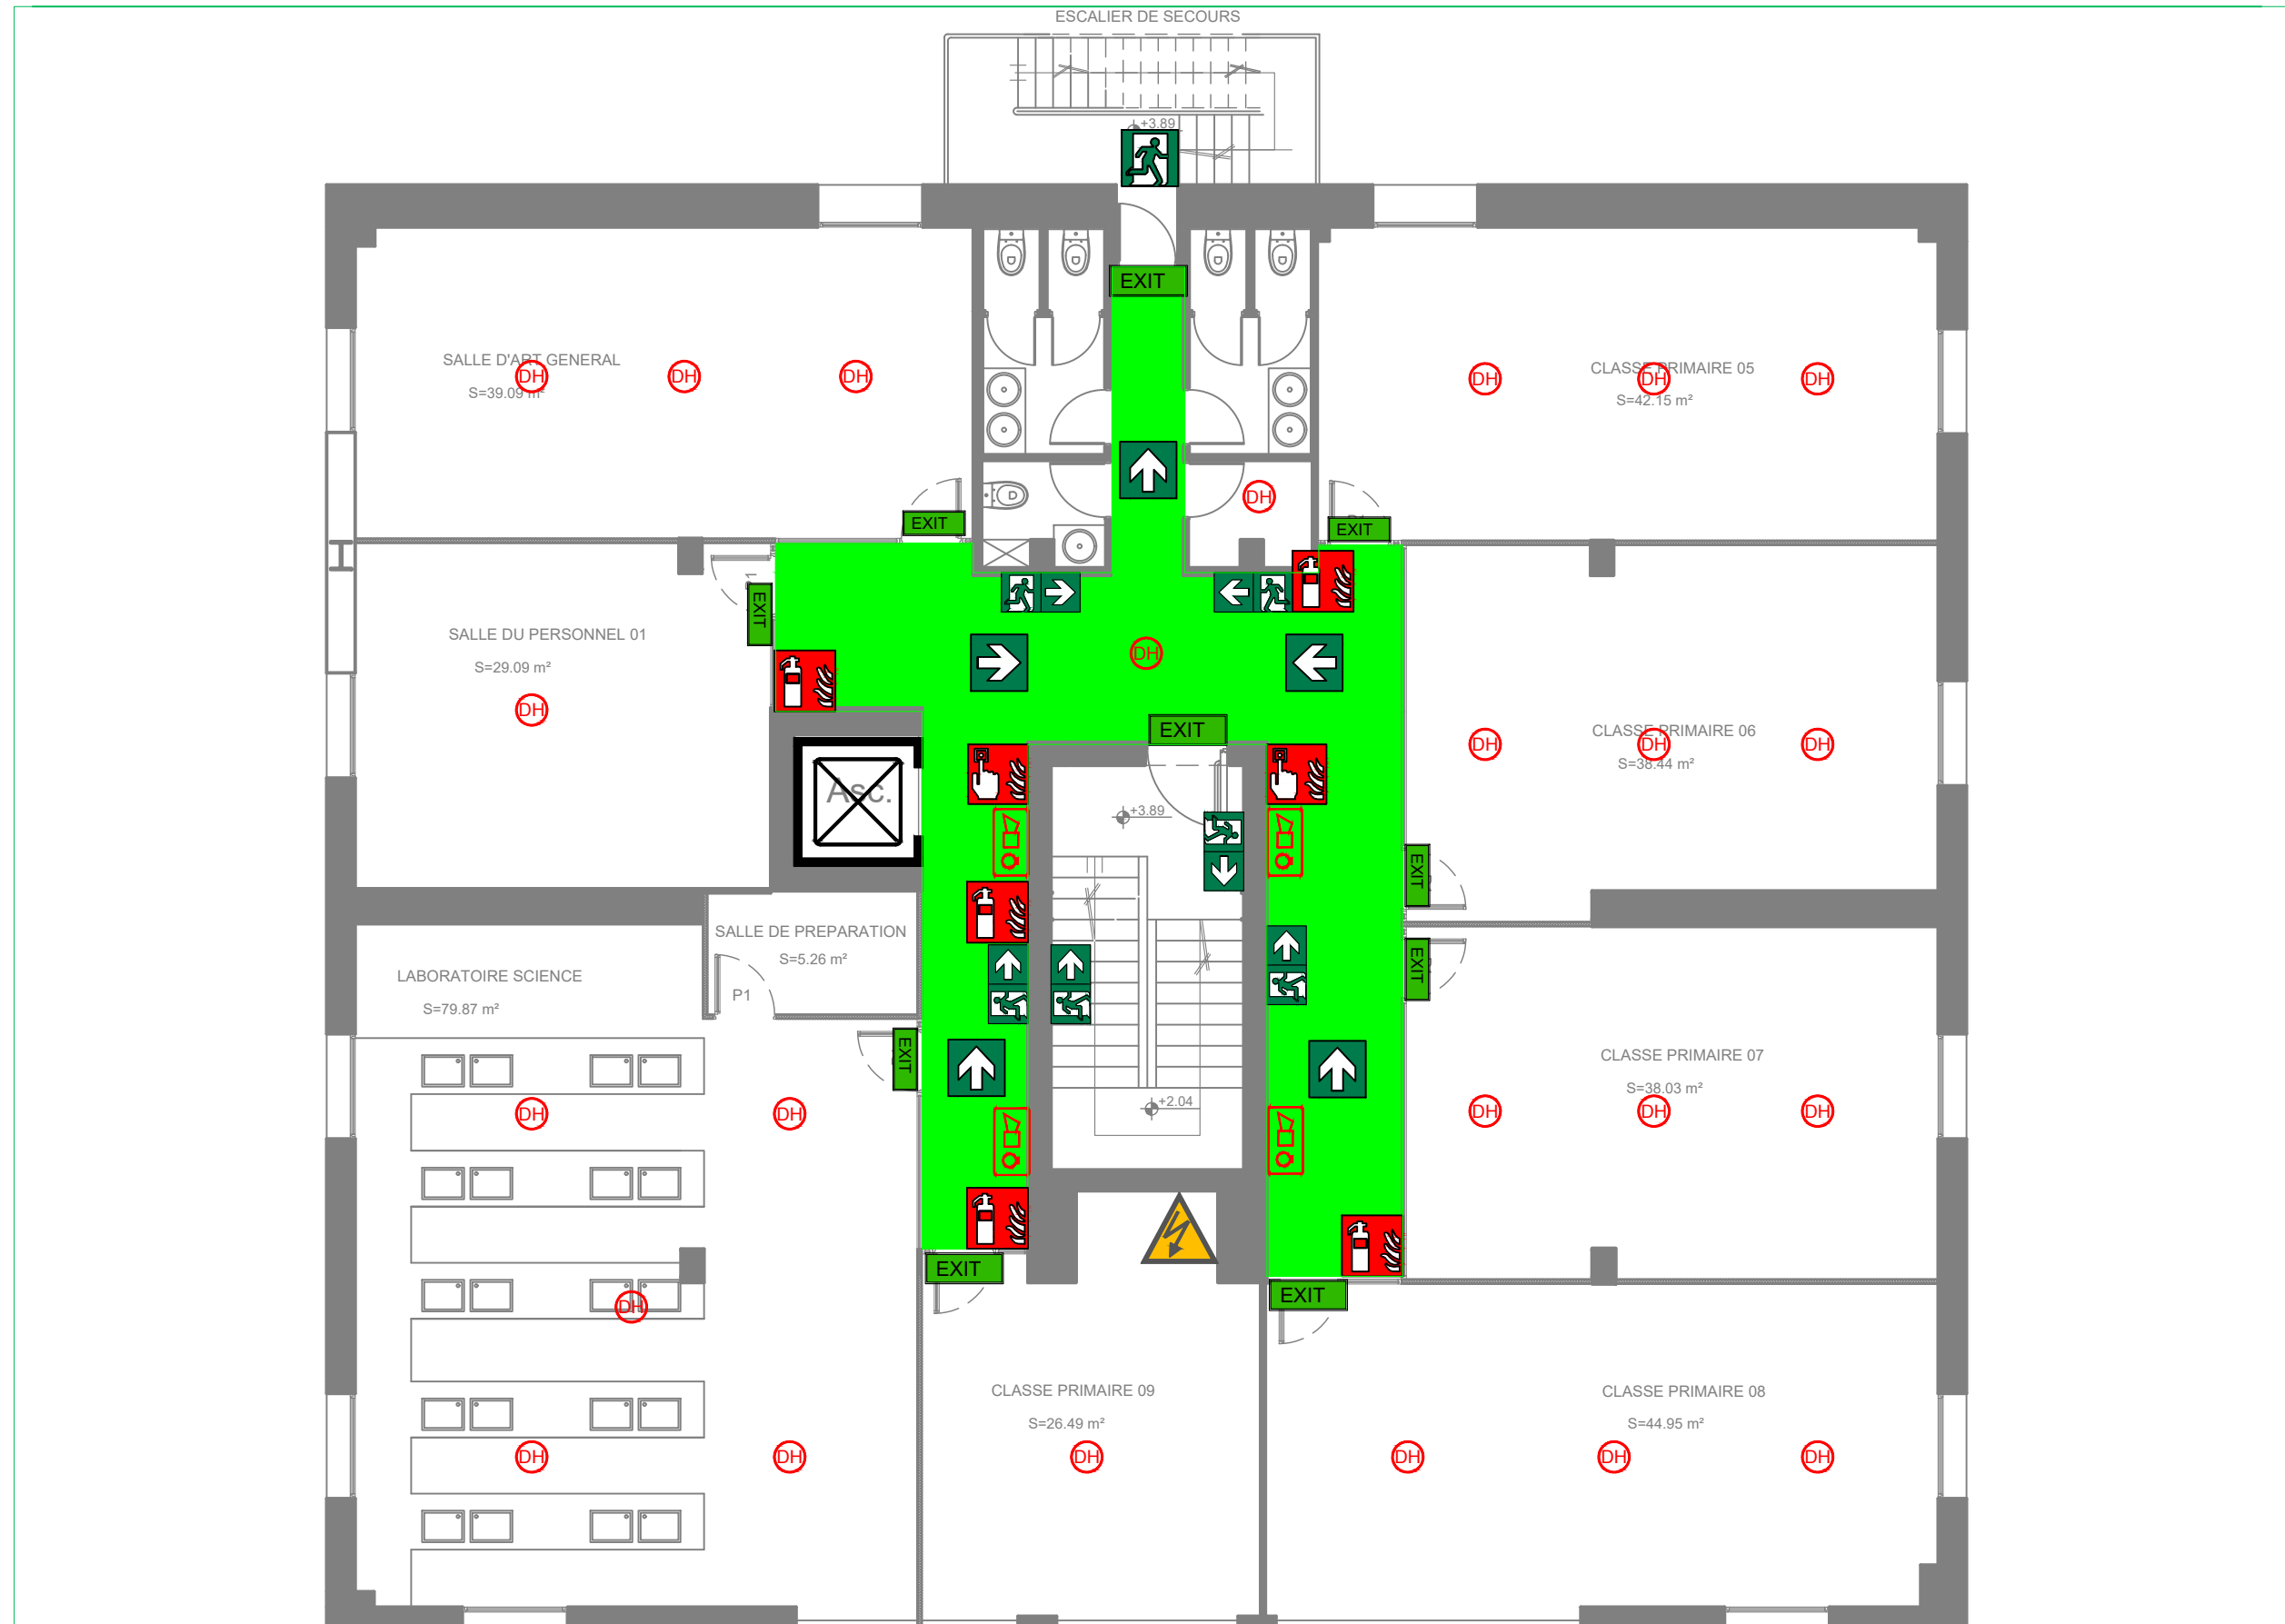 ESCALIER DE SECOURS
+3.89
EXIT
SALLE D'ART GENERAL
DH
DH
DH
S=39.09 m²
CLASSE PRIMAIRE 05
DH
DH
DH
S=42.15 m²
DH
EXIT
EXIT
EXIT
SALLE DU PERSONNEL 01
S=29.09 m²
DH
DH
EXIT
CLASSE PRIMAIRE 06
DH
DH
DH
S=38.44 m²
Asc.
+3.89
EXIT
SALLE DE PREPARATION
S=5.26 m²
P1
LABORATOIRE SCIENCE
S=79.87 m²
EXIT
EXIT
CLASSE PRIMAIRE 07
S=38.03 m²
DH
DH
DH
DH
DH
+2.04
EXIT
EXIT
DH
CLASSE PRIMAIRE 09
S=26.49 m²
CLASSE PRIMAIRE 08
S=44.95 m²
DH
DH
DH
DH
DH
DH